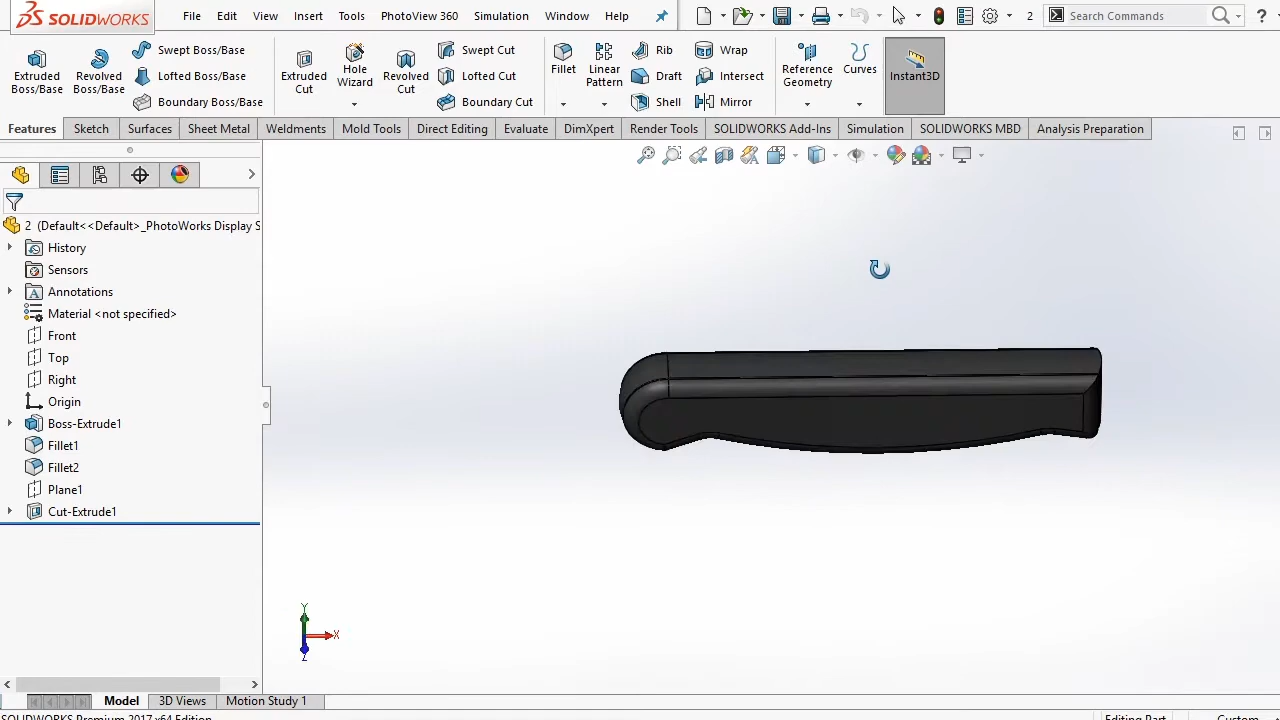 SOLIDWORKS File Edit View Insert Tools PhotoView 360 Simulation Window Help 2 Search Commands ?
Extruded Boss/Base
Revolved Boss/Base
Swept Boss/Base
Lofted Boss/Base
Boundary Boss/Base
Extruded Cut
Hole Wizard
Revolved Cut
Swept Cut
Lofted Cut
Boundary Cut
Fillet
Linear Pattern
Rib
Draft
Shell
Wrap
Intersect
Mirror
Reference Geometry
Curves
Instant3D
Features Sketch Surfaces Sheet Metal Weldments Mold Tools Direct Editing Evaluate DimXpert Render Tools SOLIDWORKS Add-Ins Simulation SOLIDWORKS MBD Analysis Preparation
2 (Default<<Default>_PhotoWorks Display S
History
Sensors
Annotations
Material <not specified>
Front
Top
Right
Origin
Boss-Extrude1
Fillet1
Fillet2
Plane1
Cut-Extrude1
Y
X
Z
Model 3D Views Motion Study 1
SOLIDWORKS Premium 2017 x64 Edition Editing Part Custom